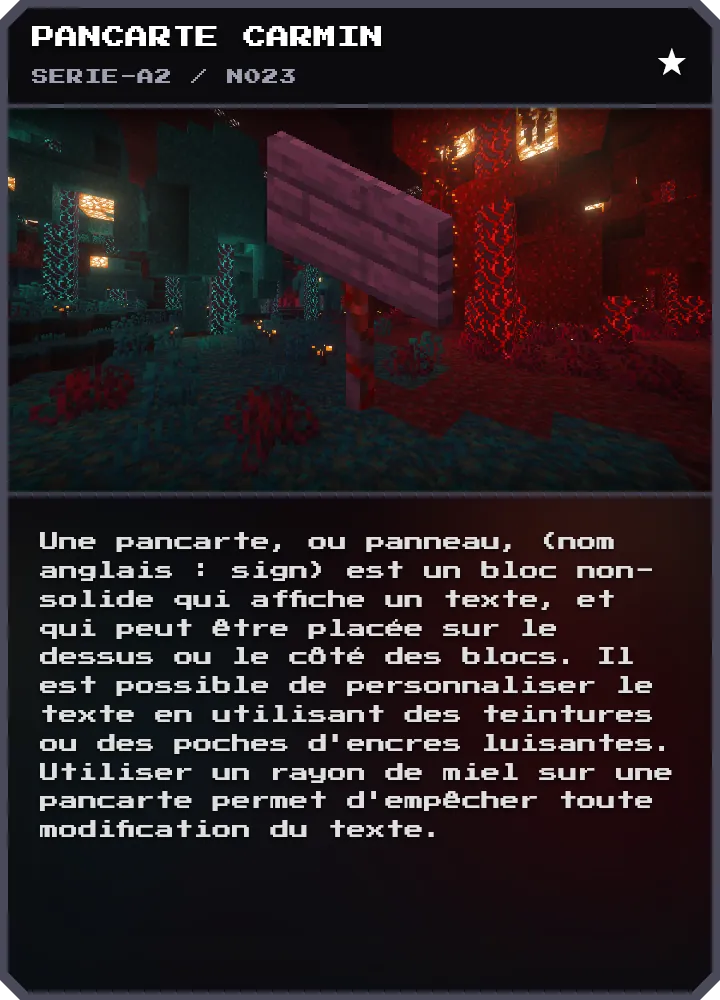 PANCARTE CARMIN
SERIE-A2 / NO23
Une pancarte, ou panneau, (nom
anglais : sign) est un bloc non-
solide qui affiche un texte, et
qui peut être placée sur le
dessus ou le côté des blocs. Il
est possible de personnaliser le
texte en utilisant des teintures
ou des poches d'encres luisantes.
Utiliser un rayon de miel sur une
pancarte permet d'empêcher toute
modification du texte.